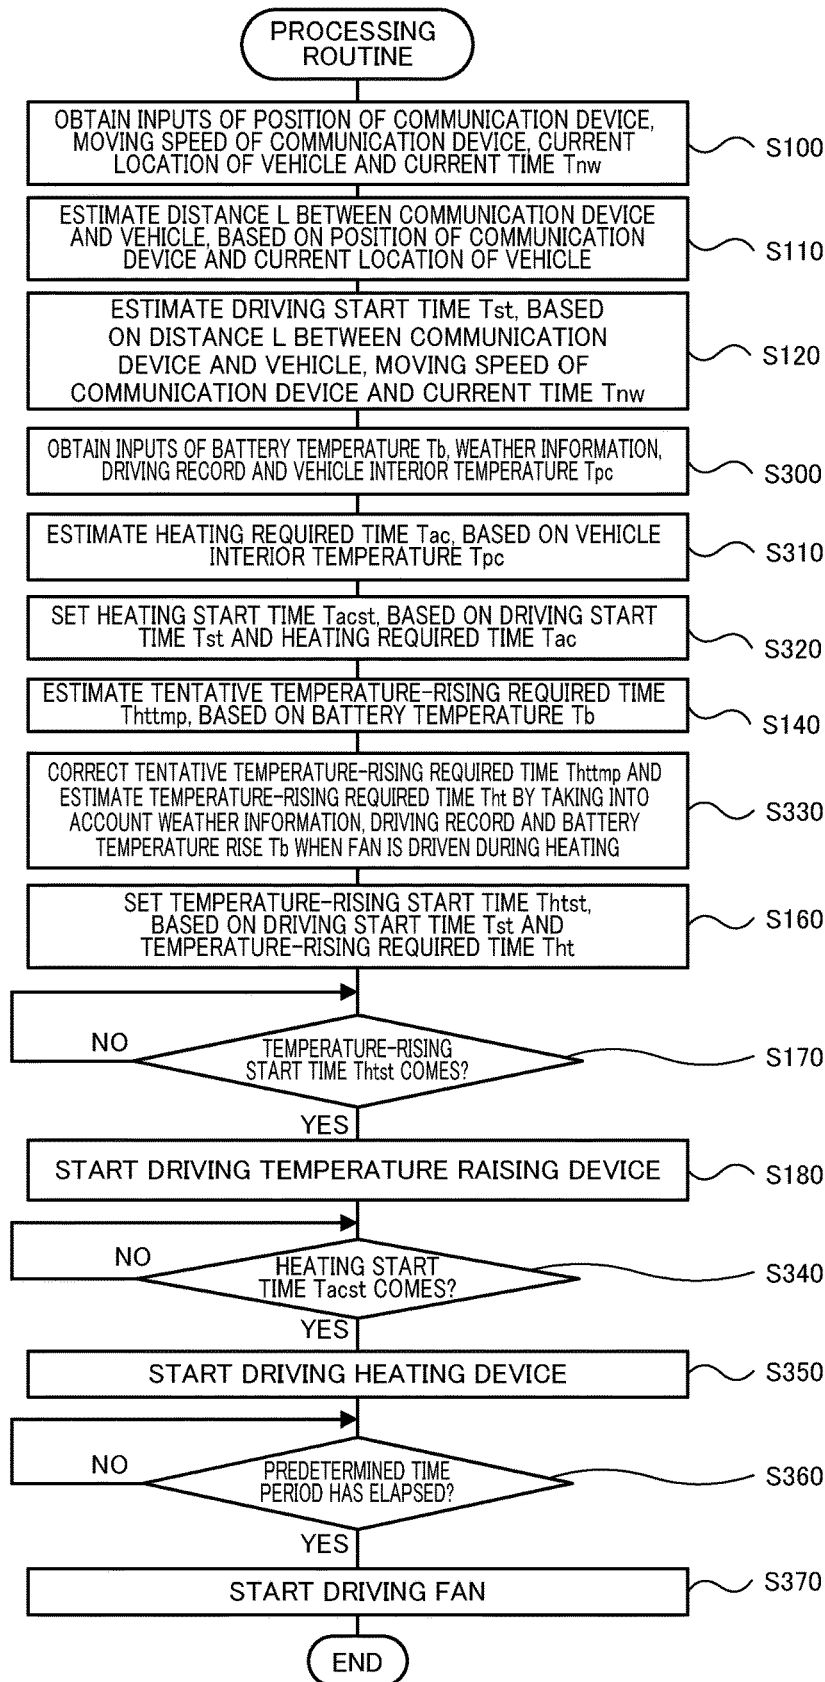 PROCESSING
ROUTINE
OBTAIN INPUTS OF POSITION OF COMMUNICATION DEVICE,
MOVING SPEED OF COMMUNICATION DEVICE, CURRENT
LOCATION OF VEHICLE AND CURRENT TIME Tnw
S100
ESTIMATE DISTANCE L BETWEEN COMMUNICATION DEVICE
AND VEHICLE, BASED ON POSITION OF COMMUNICATION
DEVICE AND CURRENT LOCATION OF VEHICLE
S110
ESTIMATE DRIVING START TIME Tst, BASED
ON DISTANCE L BETWEEN COMMUNICATION
DEVICE AND VEHICLE, MOVING SPEED OF
COMMUNICATION DEVICE AND CURRENT TIME Tnw
S120
OBTAIN INPUTS OF BATTERY TEMPERATURE Tb, WEATHER INFORMATION,
DRIVING RECORD AND VEHICLE INTERIOR TEMPERATURE Tpc
S300
ESTIMATE HEATING REQUIRED TIME Tac, BASED ON VEHICLE
INTERIOR TEMPERATURE Tpc
S310
SET HEATING START TIME Tacst, BASED ON DRIVING START
TIME Tst AND HEATING REQUIRED TIME Tac
S320
ESTIMATE TENTATIVE TEMPERATURE-RISING REQUIRED TIME
Thttmp, BASED ON BATTERY TEMPERATURE Tb
S140
CORRECT TENTATIVE TEMPERATURE-RISING REQUIRED TIME Thttmp AND
ESTIMATE TEMPERATURE-RISING REQUIRED TIME Tht BY TAKING INTO
ACCOUNT WEATHER INFORMATION, DRIVING RECORD AND BATTERY
TEMPERATURE RISE Tb WHEN FAN IS DRIVEN DURING HEATING
S330
SET TEMPERATURE-RISING START TIME Thtst,
BASED ON DRIVING START TIME Tst AND
TEMPERATURE-RISING REQUIRED TIME Tht
S160
NO
TEMPERATURE-RISING
START TIME Thtst COMES?
S170
YES
START DRIVING TEMPERATURE RAISING DEVICE
S180
NO
HEATING START
TIME Tacst COMES?
S340
YES
START DRIVING HEATING DEVICE
S350
NO
PREDETERMINED TIME
PERIOD HAS ELAPSED?
S360
YES
START DRIVING FAN
S370
END